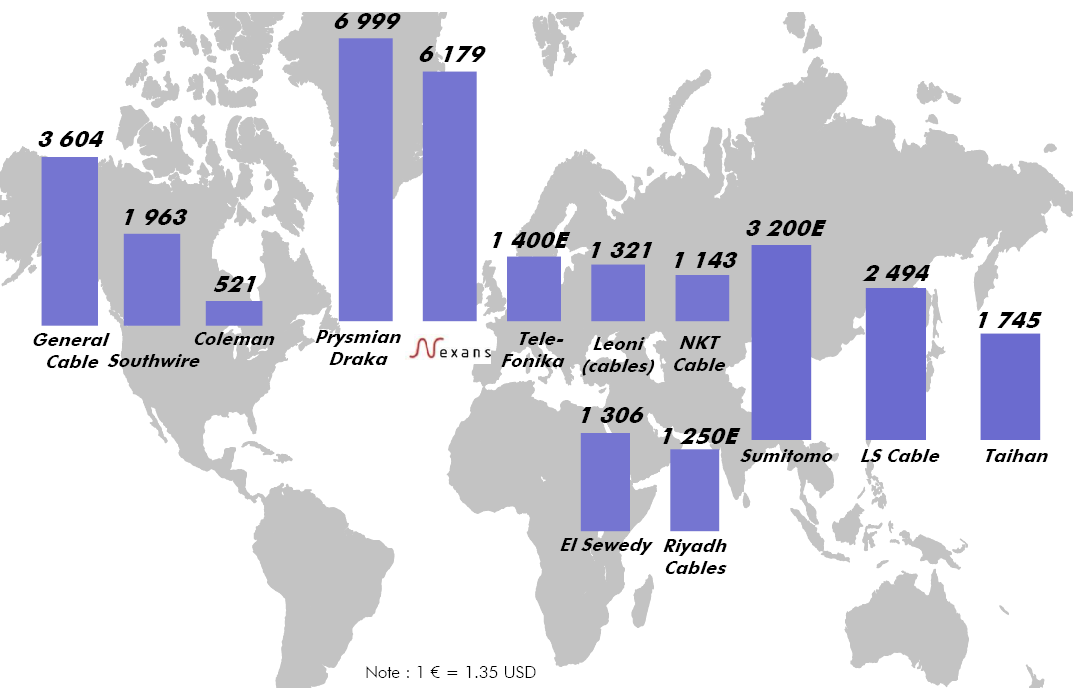 6 999
6 179
3 604
1 963
521
1 400E
1 321
1 143
3 200E
2 494
1 745
General
Cable
Southwire
Coleman
Prysmian
Draka
Nexans
Tele-
Fonika
Leoni
(cables)
NKT
Cable
1 306
1 250E
Sumitomo
LS Cable
Taihan
El Sewedy
Riyadh
Cables
Note : 1 € = 1.35 USD